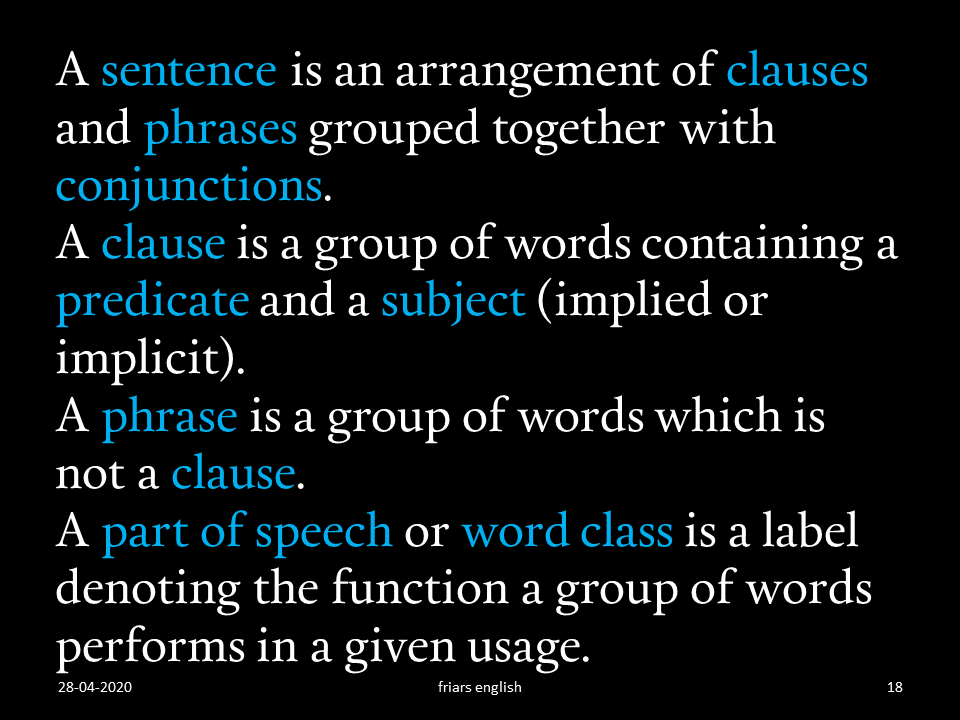 A sentence is an arrangement of clauses
and phrases grouped together with
conjunctions.
A clause is a group of words containing a
predicate and a subject (implied or
implicit).
A phrase is a group of words which is
not a clause.
A part of speech or word class is a label
denoting the function a group of words
performs in a given usage.
28-04-2020 friars english 18